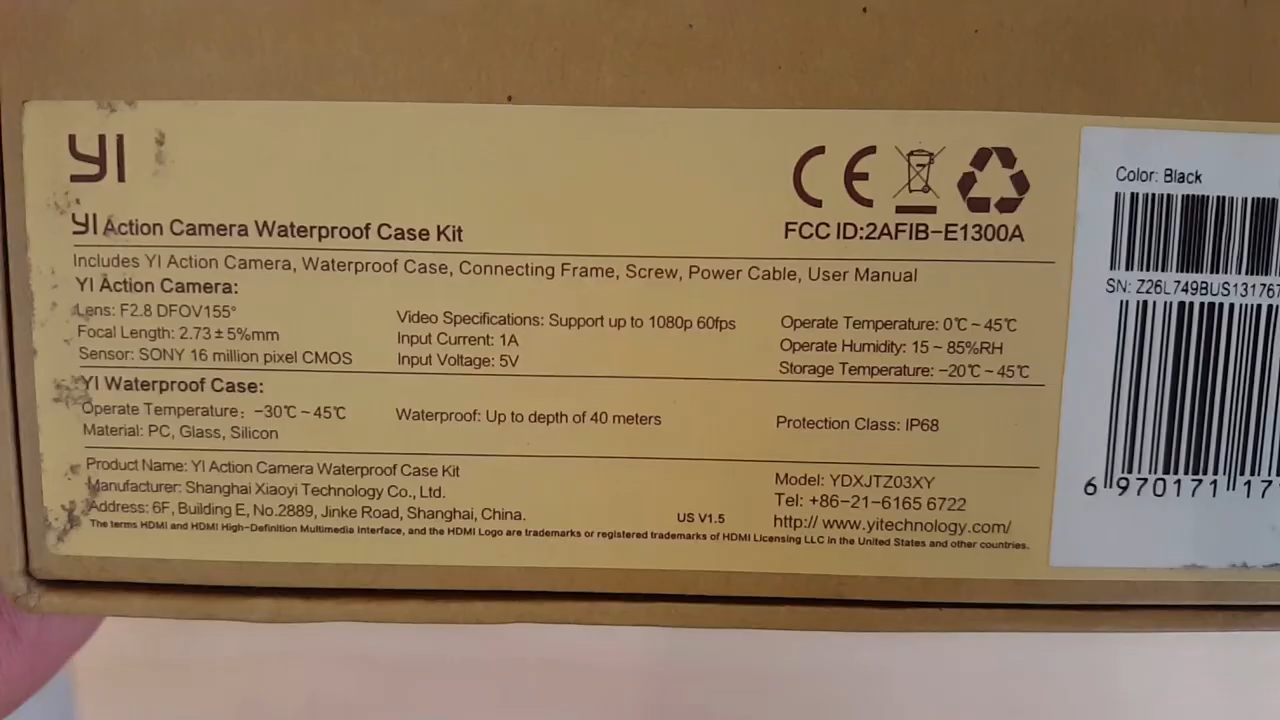 YI
YI Action Camera Waterproof Case Kit
CE
FCC ID:2AFIB-E1300A
Includes YI Action Camera, Waterproof Case, Connecting Frame, Screw, Power Cable, User Manual
YI Action Camera:
Lens: F2.8 DFOV155°
Focal Length: 2.73±5%mm
Sensor: SONY 16 million pixel CMOS
Video Specifications: Support up to 1080p 60fps
Input Current: 1A
Input Voltage: 5V
Operate Temperature: 0℃~45℃
Operate Humidity: 15~85%RH
Storage Temperature: -20℃~45℃
YI Waterproof Case:
Operate Temperature: -30℃~45℃
Material: PC, Glass, Silicon
Waterproof: Up to depth of 40 meters
Protection Class: IP68
Product Name: YI Action Camera Waterproof Case Kit
Manufacturer: Shanghai Xiaoyi Technology Co., Ltd.
Address: 6F, Building E, No.2889, Jinke Road, Shanghai, China.
US V1.5
Model: YDXJTZ03XY
Tel: +86-21-6165 6722
http:// www.yitechnology.com/
The terms HDMI and HDMI High-Definition Multimedia Interface, and the HDMI Logo are trademarks or registered trademarks of HDMI Licensing LLC in the United States and other countries.
Color: Black
SN: Z26L749BUS13176
6 970171 17